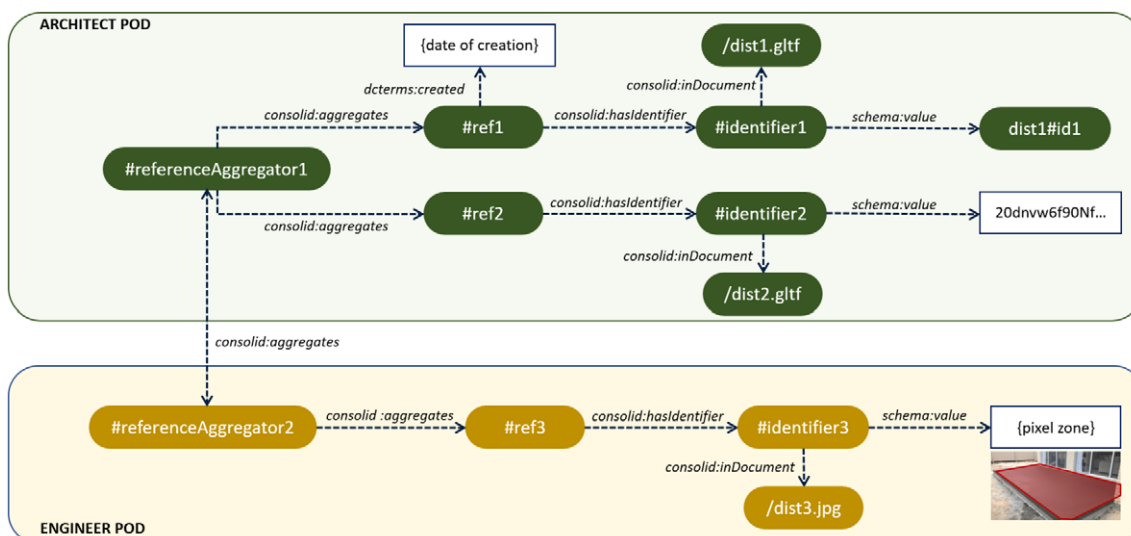 ARCHITECT POD
{date of creation}
/dist1.gltf
dcterms:created
consolid:inDocument
consolid:aggregates
#ref1
consolid:hasIdentifier
#identifier1
schema:value
dist1#id1
#referenceAggregator1
#ref2
consolid:hasIdentifier
#identifier2
schema:value
20dnvw6f90Nf...
consolid:aggregates
consolid:inDocument
/dist2.gltf
consolid:aggregates
#referenceAggregator2
consolid :aggregates
#ref3
consolid:hasIdentifier
#identifier3
schema:value
{pixel zone}
consolid:inDocument
/dist3.jpg
ENGINEER POD